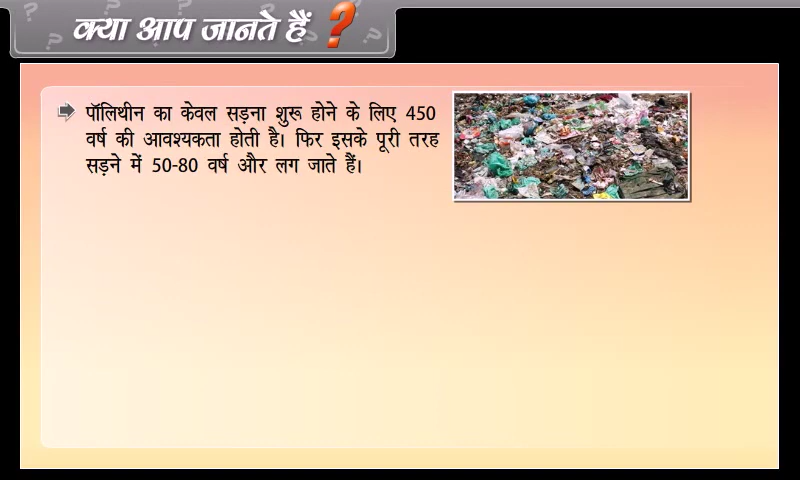 क्या आप जानते हैं ?
पॉलिथीन का केवल सड़ना शुरू होने के लिए 450
वर्ष की आवश्यकता होती है। फिर इसके पूरी तरह
सड़ने में 50-80 वर्ष और लग जाते हैं।